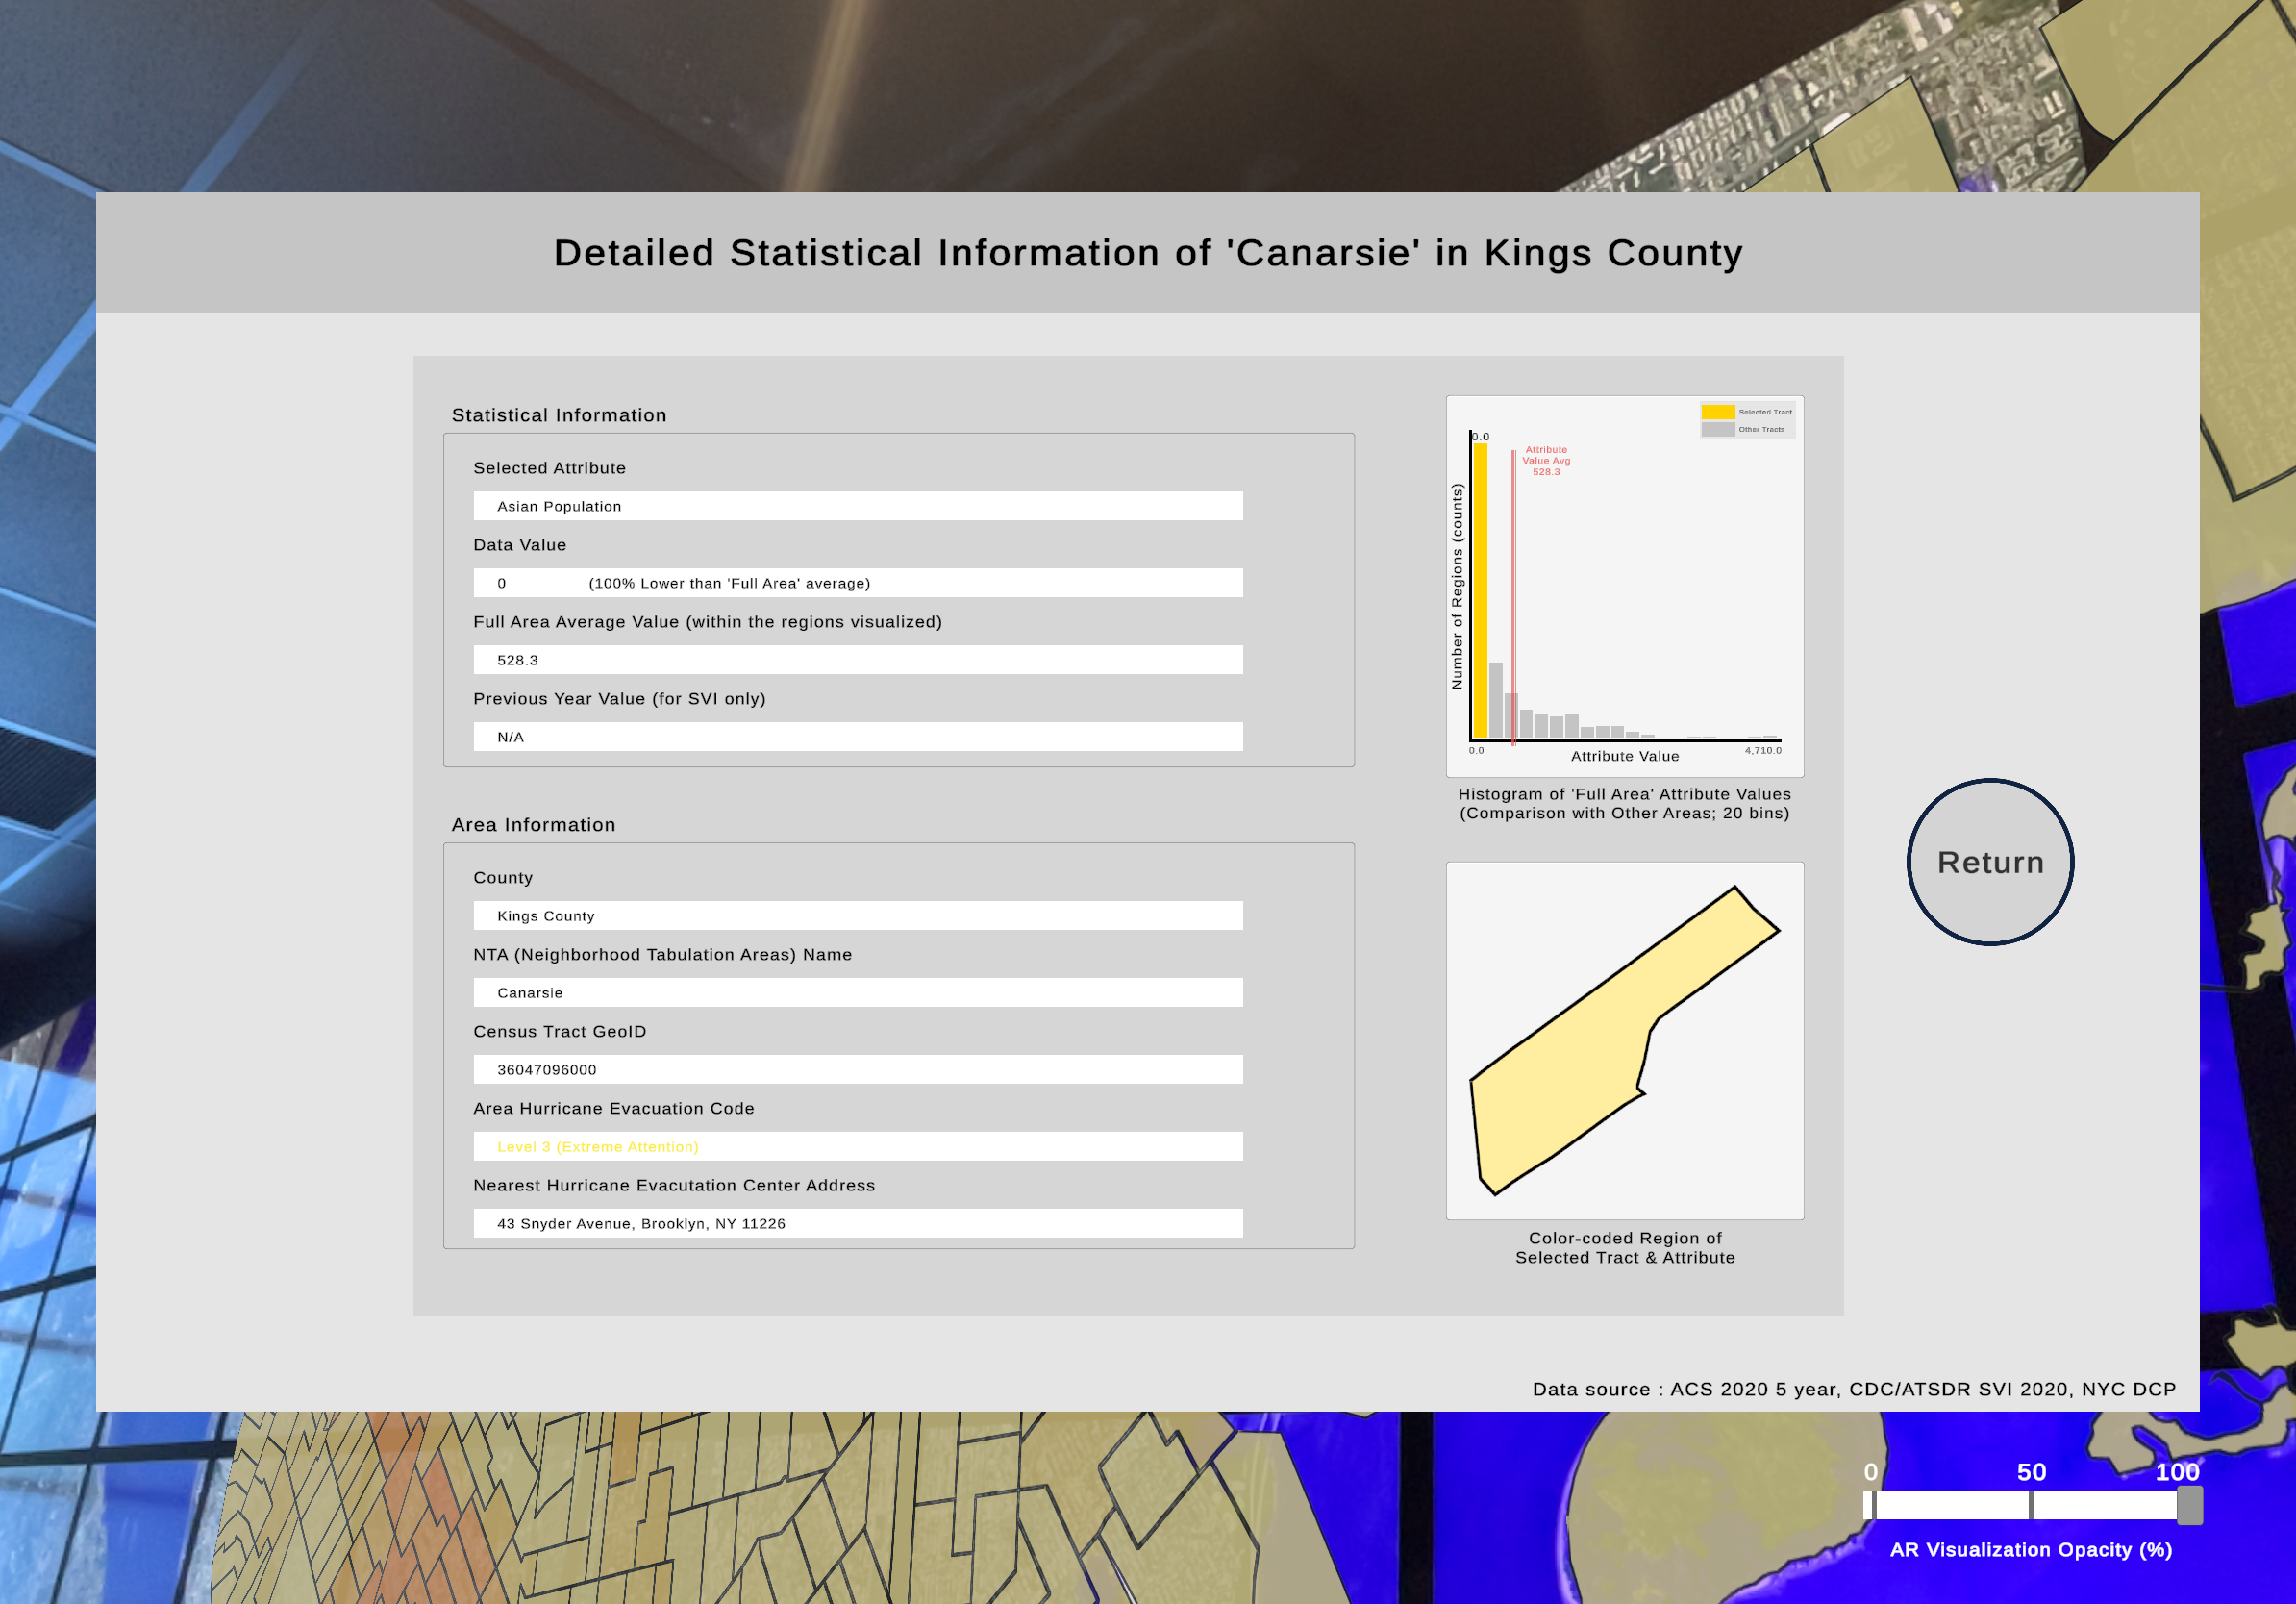 Detailed Statistical Information of 'Canarsie' in Kings County
Statistical Information
Selected Attribute
Asian Population
Data Value
0 (100% Lower than 'Full Area' average)
Full Area Average Value (within the regions visualized)
528.3
Previous Year Value (for SVI only)
N/A
Area Information
County
Kings County
NTA (Neighborhood Tabulation Areas) Name
Canarsie
Census Tract GeoID
36047096000
Area Hurricane Evacuation Code
Level 3 (Extreme Attention)
Nearest Hurricane Evacutation Center Address
43 Snyder Avenue, Brooklyn, NY 11226
Selected Tract
Other Tracts
0.0
Attribute
Value Avg
528.3
Number of Regions (counts)
0.0
4,710.0
Attribute Value
Histogram of 'Full Area' Attribute Values
(Comparison with Other Areas; 20 bins)
Color-coded Region of
Selected Tract & Attribute
Return
Data source : ACS 2020 5 year, CDC/ATSDR SVI 2020, NYC DCP
0 50 100
AR Visualization Opacity (%)